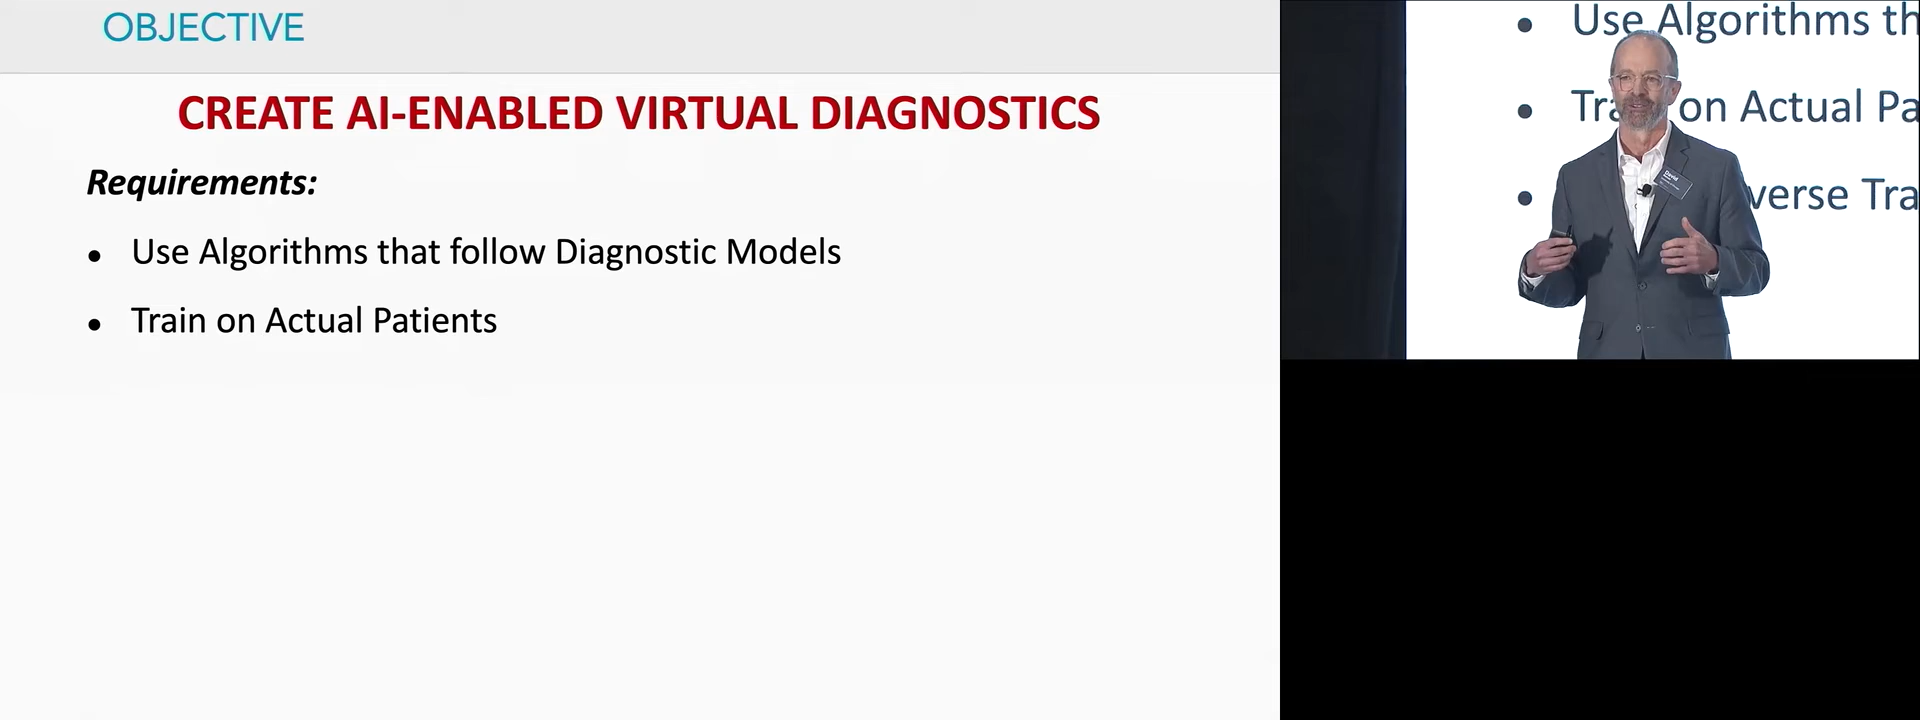 OBJECTIVE
CREATE AI-ENABLED VIRTUAL DIAGNOSTICS
Requirements:
• Use Algorithms that follow Diagnostic Models
• Train on Actual Patients
• Use Algorithms th
• Tra on Actual Pa
• verse Tra
David